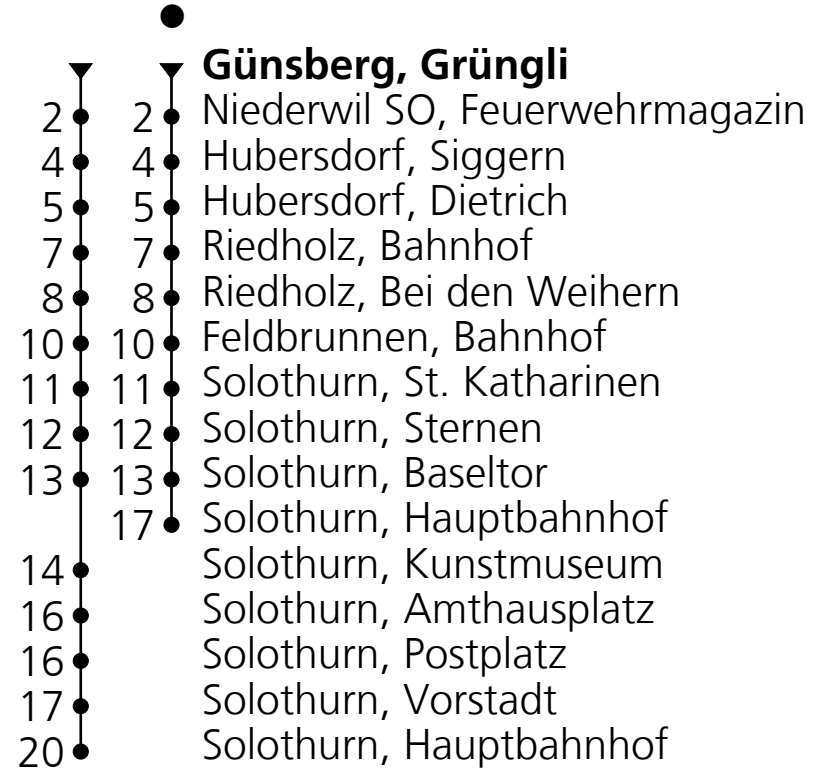 Günsberg, Grüngli
2 2 Niederwil SO, Feuerwehrmagazin
4 4 Hubersdorf, Siggern
5 5 Hubersdorf, Dietrich
7 7 Riedholz, Bahnhof
8 8 Riedholz, Bei den Weihern
10 10 Feldbrunnen, Bahnhof
11 11 Solothurn, St. Katharinen
12 12 Solothurn, Sternen
13 13 Solothurn, Baseltor
17 Solothurn, Hauptbahnhof
14 Solothurn, Kunstmuseum
16 Solothurn, Amthausplatz
16 Solothurn, Postplatz
17 Solothurn, Vorstadt
20 Solothurn, Hauptbahnhof